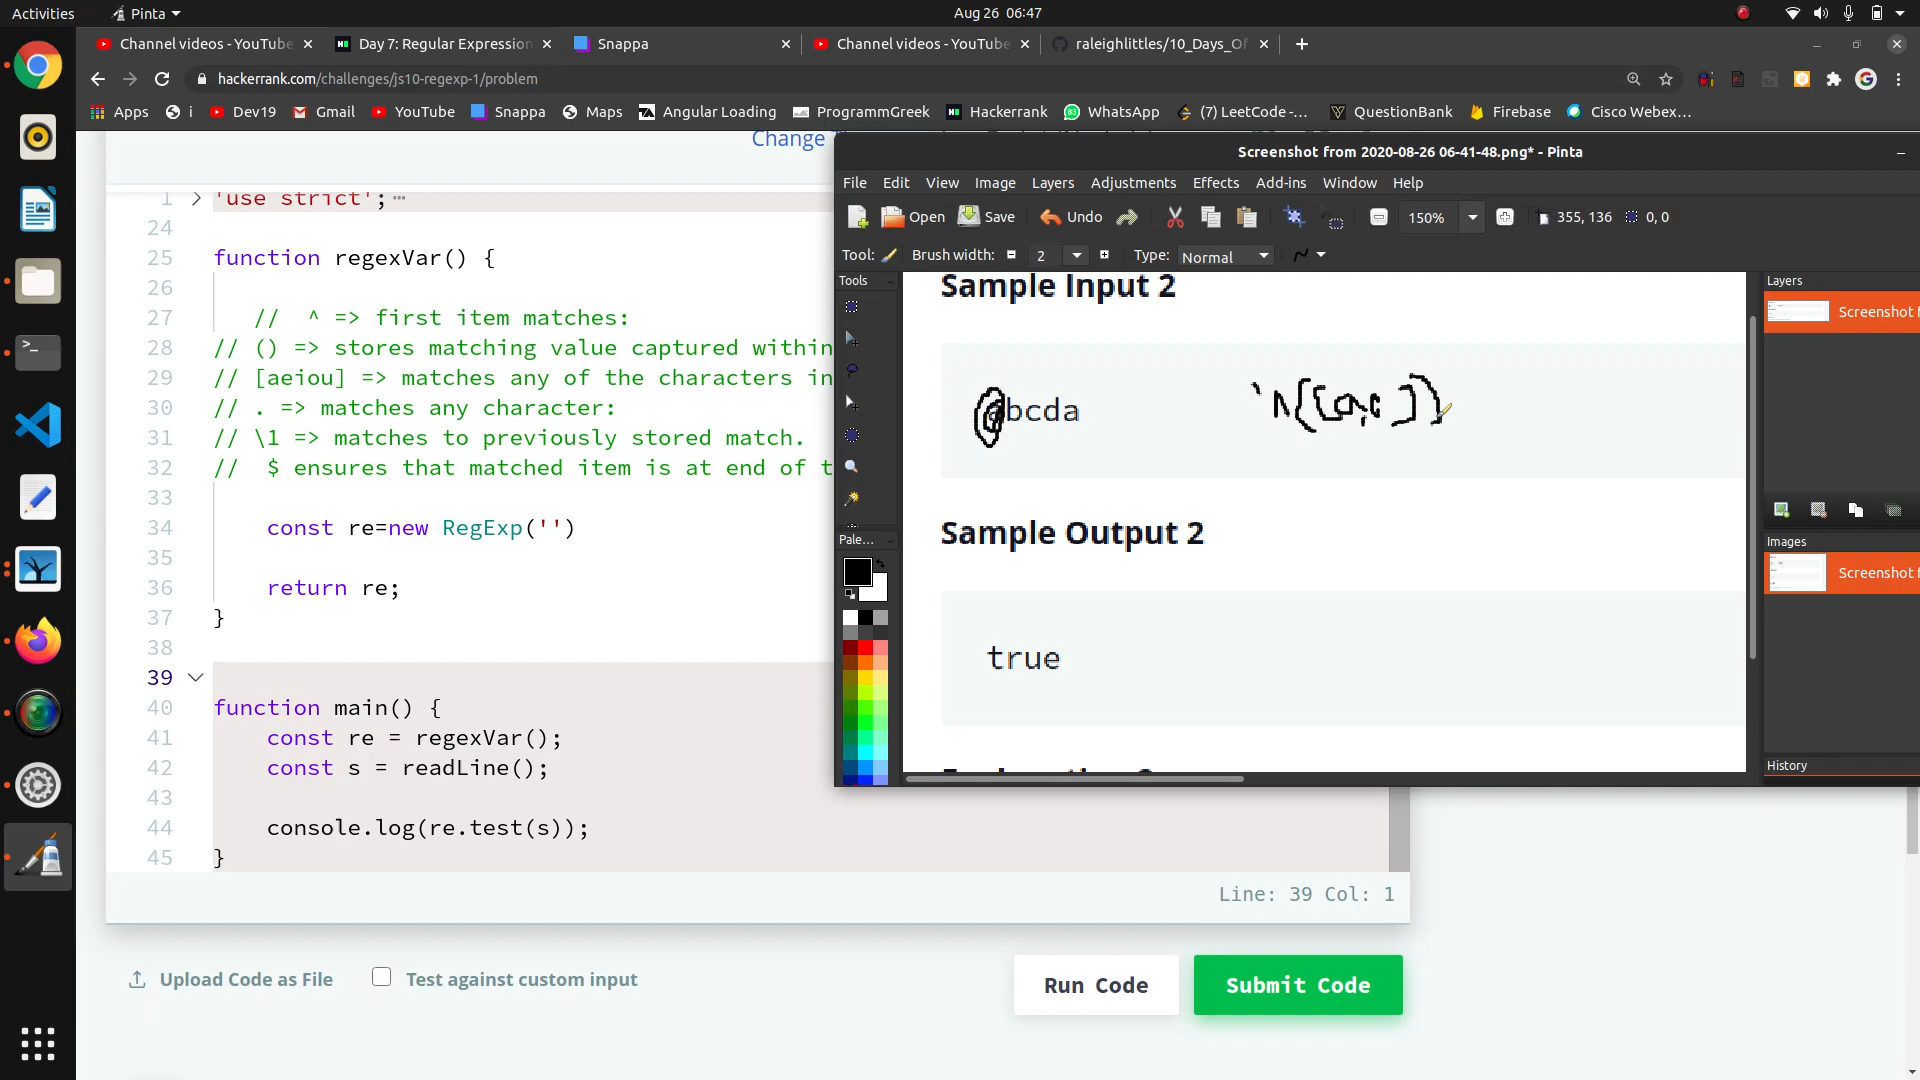 Activities
Pinta
Aug 26 06:47
Channel videos - YouTube
Day 7: Regular Expression
Snappa
Channel videos - YouTube
raleighlittles/10_Days_Of
hackerrank.com/challenges/js10-regexp-1/problem
Apps
i
Dev19
Gmail
YouTube
Snappa
Maps
Angular Loading
ProgrammGreek
Hackerrank
WhatsApp
(7) LeetCode -...
QuestionBank
Firebase
Cisco Webex...
Change
1 'use strict';
24
25 function regexVar() {
26
27 // ^ => first item matches:
28 // () => stores matching value captured within
29 // [aeiou] => matches any of the characters in
30 // . => matches any character:
31 // \1 => matches to previously stored match.
32 // $ ensures that matched item is at end of t
33
34 const re=new RegExp('')
35
36 return re;
37 }
38
39
40 function main() {
41 const re = regexVar();
42 const s = readLine();
43
44 console.log(re.test(s));
45 }
Line: 39 Col: 1
Upload Code as File
Test against custom input
Run Code
Submit Code
Screenshot from 2020-08-26 06-41-48.png* - Pinta
File Edit View Image Layers Adjustments Effects Add-ins Window Help
Open Save Undo 150% 355, 136 0, 0
Tool: Brush width: 2 Type: Normal
Tools
Pale...
Sample Input 2
abcda
Sample Output 2
true
Layers
Screenshot f
Images
Screenshot f
History